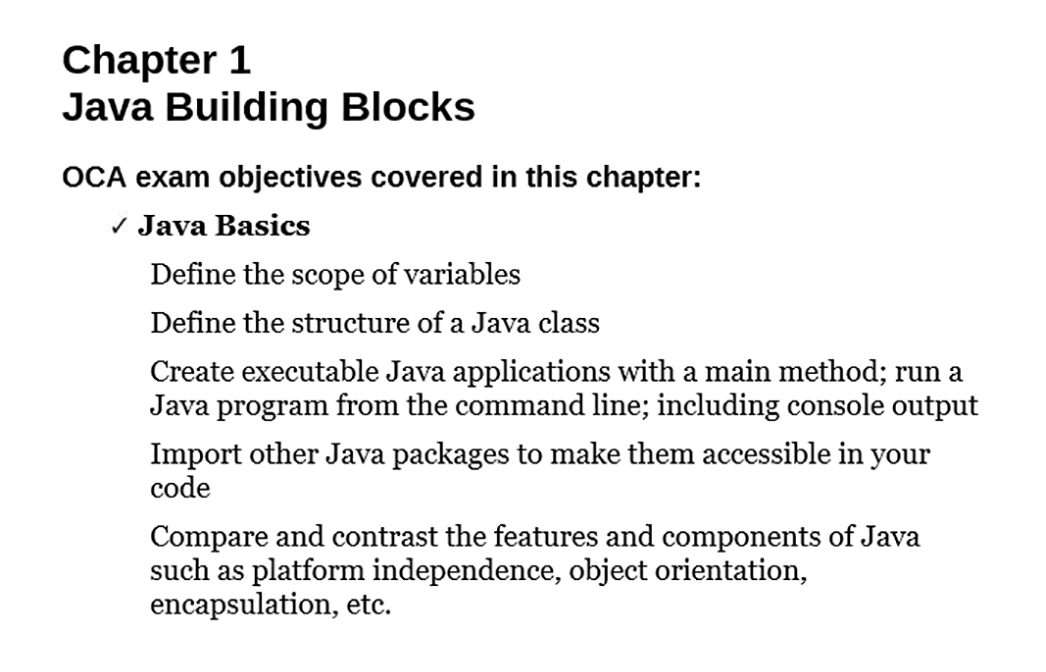 Chapter 1
Java Building Blocks
OCA exam objectives covered in this chapter:
✓ Java Basics
Define the scope of variables
Define the structure of a Java class
Create executable Java applications with a main method; run a
Java program from the command line; including console output
Import other Java packages to make them accessible in your
code
Compare and contrast the features and components of Java
such as platform independence, object orientation,
encapsulation, etc.